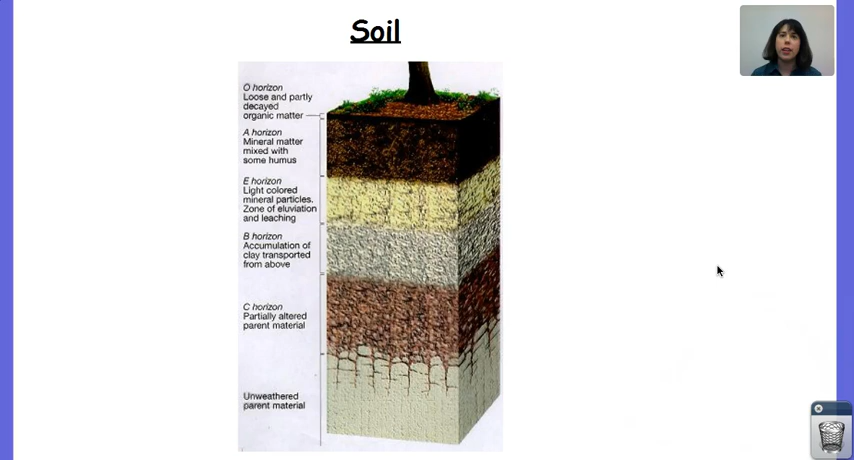 Soil
O horizon
Loose and partly
decayed
organic matter
A horizon
Mineral matter
mixed with
some humus
E horizon
Light colored
mineral particles.
Zone of eluviation
and leaching
B horizon
Accumulation of
clay transported
from above
C horizon
Partially altered
parent material
Unweathered
parent material